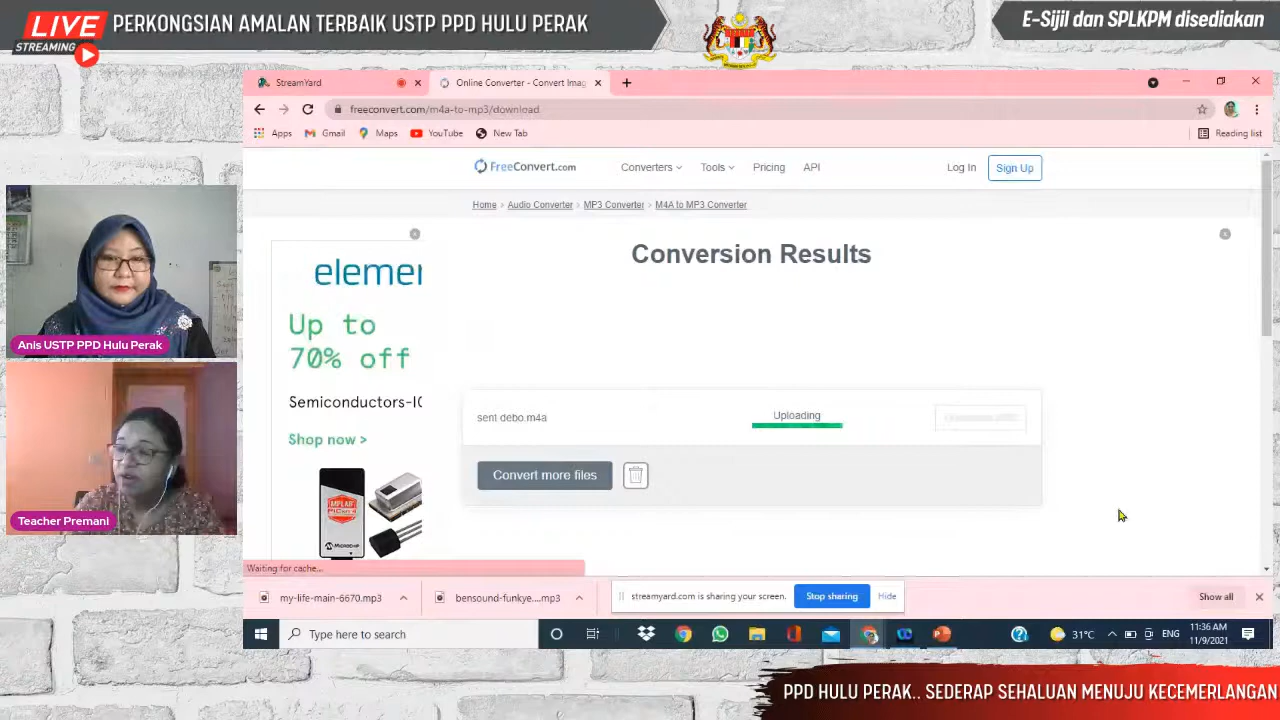 LIVE
STREAMING
PERKONGSIAN AMALAN TERBAIK USTP PPD HULU PERAK
E-Sijil dan SPLKPM disediakan
StreamYard
Online Converter - Convert Imag
freeconvert.com/m4a-to-mp3/download
Apps
Gmail
Maps
YouTube
New Tab
Reading list
FreeConvert.com
Converters
Tools
Pricing
API
Log In
Sign Up
Home > Audio Converter > MP3 Converter > M4A to MP3 Converter
Conversion Results
elemen
Up to
70% off
Semiconductors-IC
Shop now >
sent debo.m4a
Uploading
Convert more files
Anis USTP PPD Hulu Perak
Teacher Premani
Waiting for cache...
my-life-main-6670.mp3
bensound-funkye....mp3
streamyard.com is sharing your screen.
Stop sharing
Hide
Show all
Type here to search
31°C
ENG
11:36 AM
11/9/2021
PPD HULU PERAK.. SEDERAP SEHALUAN MENUJU KECEMERLANGAN